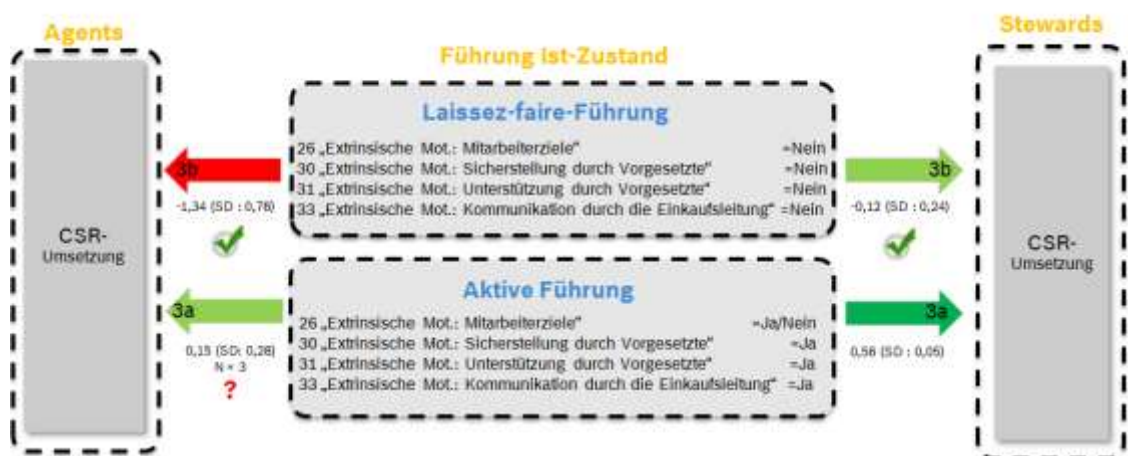 Agents
Stewards
Führung Ist-Zustand
Laissez-faire-Führung
26 „Extrinsische Mot.: Mitarbeiterziele“ =Nein
30 „Extrinsische Mot.: Sicherstellung durch Vorgesetzte“ =Nein
31 „Extrinsische Mot.: Unterstützung durch Vorgesetzte“ =Nein
33 „Extrinsische Mot.: Kommunikation durch die Einkaufsleitung“ =Nein
3b
3b
-1,34 (SD : 0,76)
-0,12 (SD : 0,24)
CSR-
Umsetzung
CSR-
Umsetzung
Aktive Führung
26 „Extrinsische Mot.: Mitarbeiterziele“ =Ja/Nein
30 „Extrinsische Mot.: Sicherstellung durch Vorgesetzte“ =Ja
31 „Extrinsische Mot.: Unterstützung durch Vorgesetzte“ =Ja
33 „Extrinsische Mot.: Kommunikation durch die Einkaufsleitung“ =Ja
3a
3a
0,15 (SD: 0,28)
N = 3
?
0,56 (SD : 0,05)